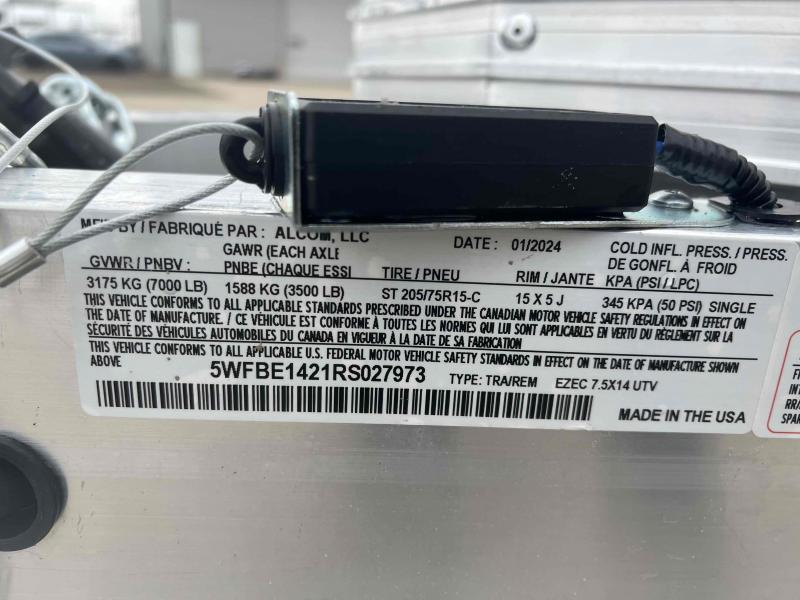 MFD BY / FABRIQUÉ PAR : ALCOM, LLC DATE : 01/2024 COLD INFL. PRESS. / PRESS.
GAWR (EACH AXLE DE GONFL. À FROID
GVWR / PNBV : PNBE (CHAQUE ESSI TIRE / PNEU RIM / JANTE KPA (PSI / LPC)
3175 KG (7000 LB) 1588 KG (3500 LB) ST 205/75R15-C 15 X 5 J 345 KPA (50 PSI) SINGLE
THIS VEHICLE CONFORMS TO ALL APPLICABLE STANDARDS PRESCRIBED UNDER THE CANADIAN MOTOR VEHICLE SAFETY REGULATIONS IN EFFECT ON
THE DATE OF MANUFACTURE. / CE VÉHICULE EST CONFORME À TOUTES LES NORMES QUI LUI SONT APPLICABLES EN VERTU DU RÈGLEMENT SUR LA
SÉCURITÉ DES VÉHICULES AUTOMOBILES DU CANADA EN VIGUEUR À LA DATE DE SA FABRICATION
THIS VEHICLE CONFORMS TO ALL APPLICABLE U.S. FEDERAL MOTOR VEHICLE SAFETY STANDARDS IN EFFECT ON THE DATE OF MANUFACTURE SHOWN
ABOVE
5WFBE1421RS027973 TYPE: TRA/REM EZEC 7.5X14 UTV
MADE IN THE USA